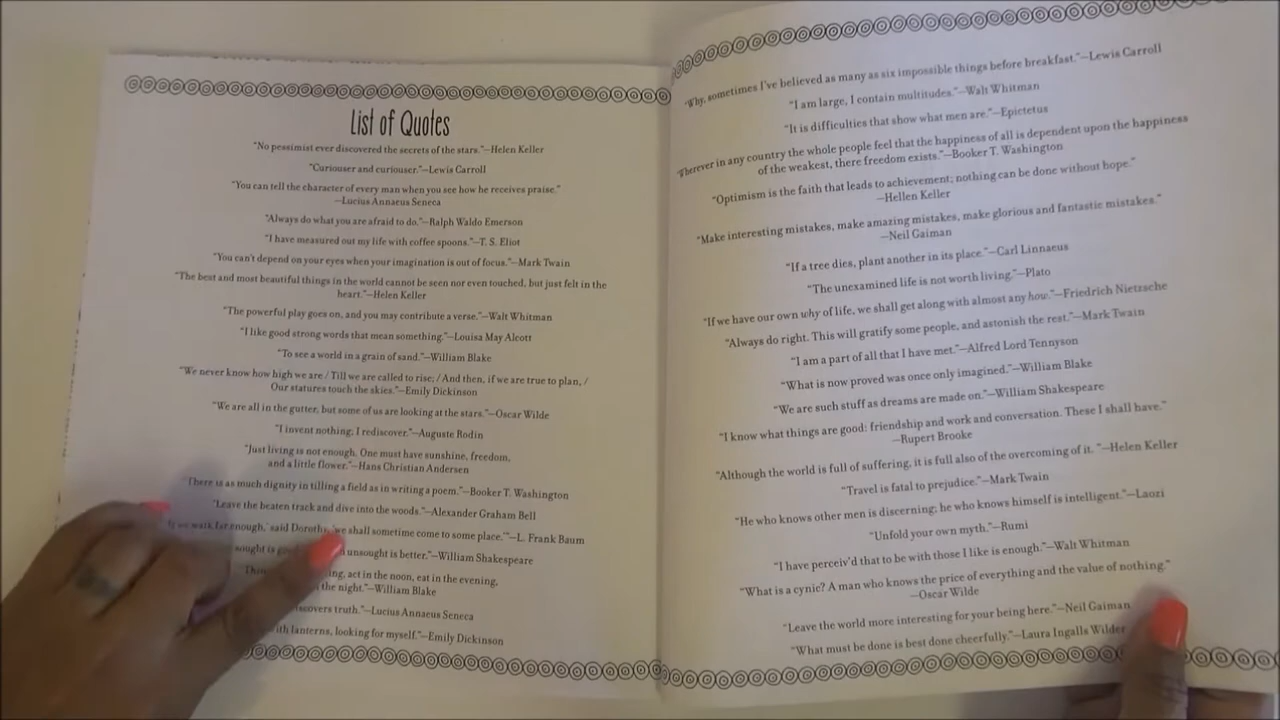 List of Quotes
"No pessimist ever discovered the secrets of the stars."—Helen Keller
"Curiouser and curiouser."—Lewis Carroll
"You can tell the character of every man when you see how he receives praise."
—Lucius Annaeus Seneca
"Always do what you are afraid to do."—Ralph Waldo Emerson
"I have measured out my life with coffee spoons."—T. S. Eliot
"You can't depend on your eyes when your imagination is out of focus."—Mark Twain
"The best and most beautiful things in the world cannot be seen nor even touched, but just felt in the
heart."—Helen Keller
"The powerful play goes on, and you may contribute a verse."—Walt Whitman
"I like good strong words that mean something."—Louisa May Alcott
"To see a world in a grain of sand."—William Blake
"We never know how high we are / Till we are called to rise; / And then, if we are true to plan, /
Our statures touch the skies."—Emily Dickinson
"We are all in the gutter, but some of us are looking at the stars."—Oscar Wilde
"I invent nothing; I rediscover."—Auguste Rodin
"Just living is not enough. One must have sunshine, freedom,
and a little flower."—Hans Christian Andersen
"There is as much dignity in tilling a field as in writing a poem."—Booker T. Washington
"Leave the beaten track and dive into the woods."—Alexander Graham Bell
walk far enough,' said Dorothy, 'we shall sometime come to some place.'"—L. Frank Baum
sought is unsought is better."—William Shakespeare
act in the noon, eat in the evening,
the night."—William Blake
truth."—Lucius Annaeus Seneca
with lanterns, looking for myself."—Emily Dickinson
"Why, sometimes I've believed as many as six impossible things before breakfast."—Lewis Carroll
"I am large, I contain multitudes."—Walt Whitman
"It is difficulties that show what men are."—Epictetus
"Wherever in any country the whole people feel that the happiness of all is dependent upon the happiness
of the weakest, there freedom exists."—Booker T. Washington
"Optimism is the faith that leads to achievement; nothing can be done without hope."
—Hellen Keller
"Make interesting mistakes, make amazing mistakes, make glorious and fantastic mistakes."
—Neil Gaiman
"If a tree dies, plant another in its place."—Carl Linnaeus
"The unexamined life is not worth living."—Plato
"If we have our own why of life, we shall get along with almost any how."—Friedrich Nietzsche
"Always do right. This will gratify some people, and astonish the rest."—Mark Twain
"I am a part of all that I have met."—Alfred Lord Tennyson
"What is now proved was once only imagined."—William Blake
"We are such stuff as dreams are made on."—William Shakespeare
"I know what things are good: friendship and work and conversation. These I shall have."
—Rupert Brooke
"Although the world is full of suffering, it is full also of the overcoming of it. "—Helen Keller
"Travel is fatal to prejudice."—Mark Twain
"He who knows other men is discerning; he who knows himself is intelligent."—Laozi
"Unfold your own myth."—Rumi
"I have perceiv'd that to be with those I like is enough."—Walt Whitman
"What is a cynic? A man who knows the price of everything and the value of nothing."
—Oscar Wilde
"Leave the world more interesting for your being here."—Neil Gaiman
"What must be done is best done cheerfully."—Laura Ingalls Wilder